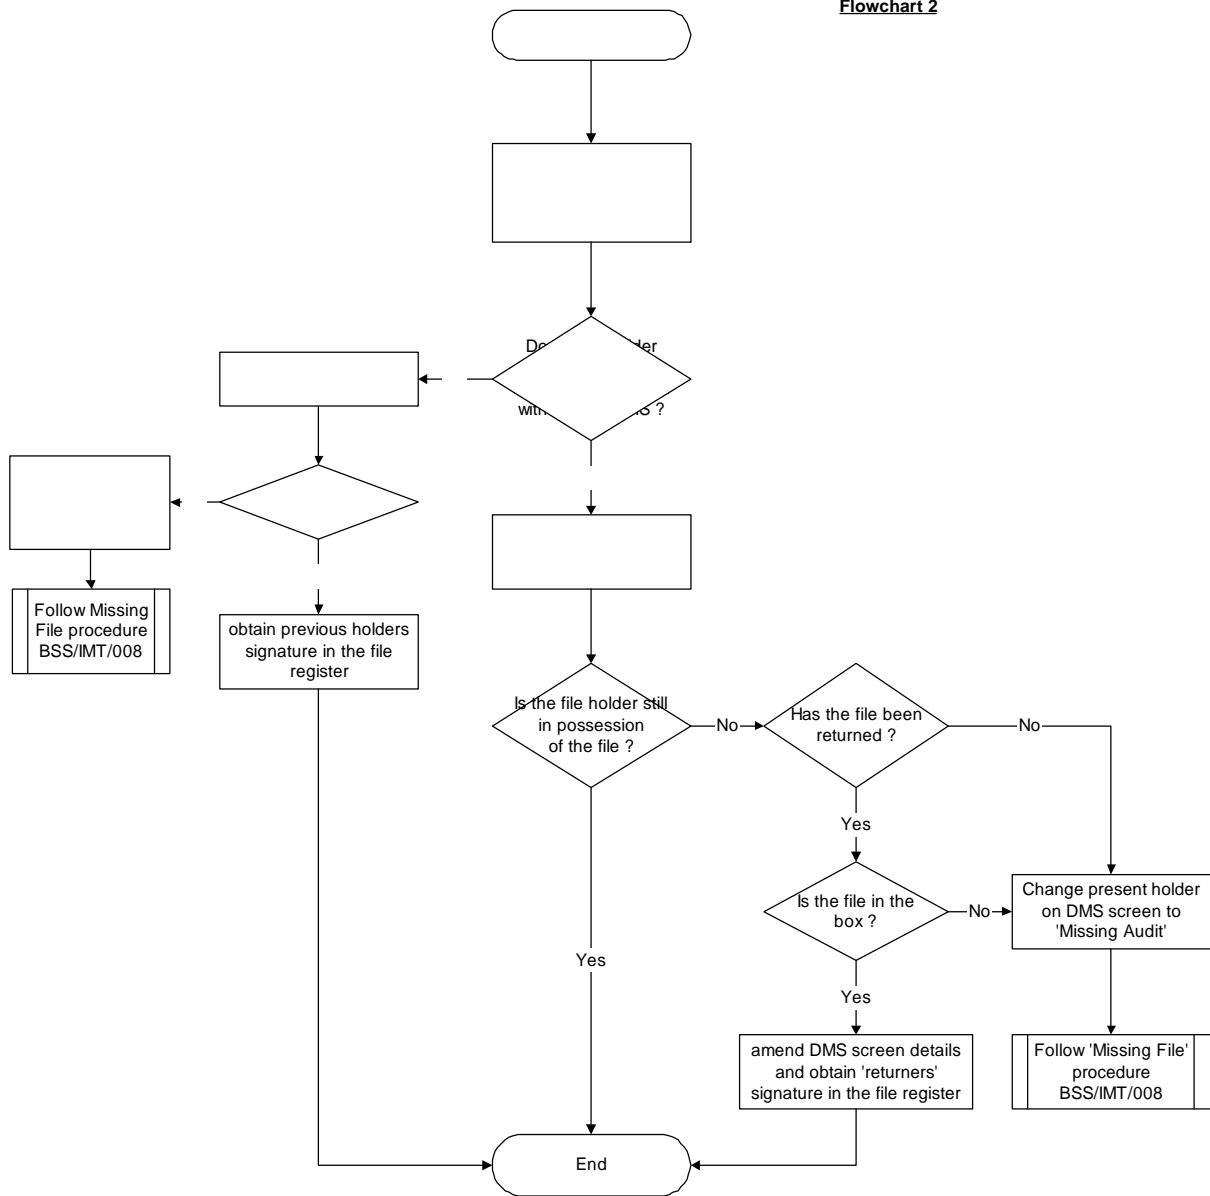 Flowchart 2
Follow Missing
File procedure
BSS/IMT/008
obtain previous holders
signature in the file
register
Is the file holder still
in possession
of the file ?
No
Has the file been
returned ?
No
Yes
Is the file in the
box ?
No
Change present holder
on DMS screen to
'Missing Audit'
Yes
Yes
amend DMS screen details
and obtain 'returners'
signature in the file register
Follow 'Missing File'
procedure
BSS/IMT/008
End